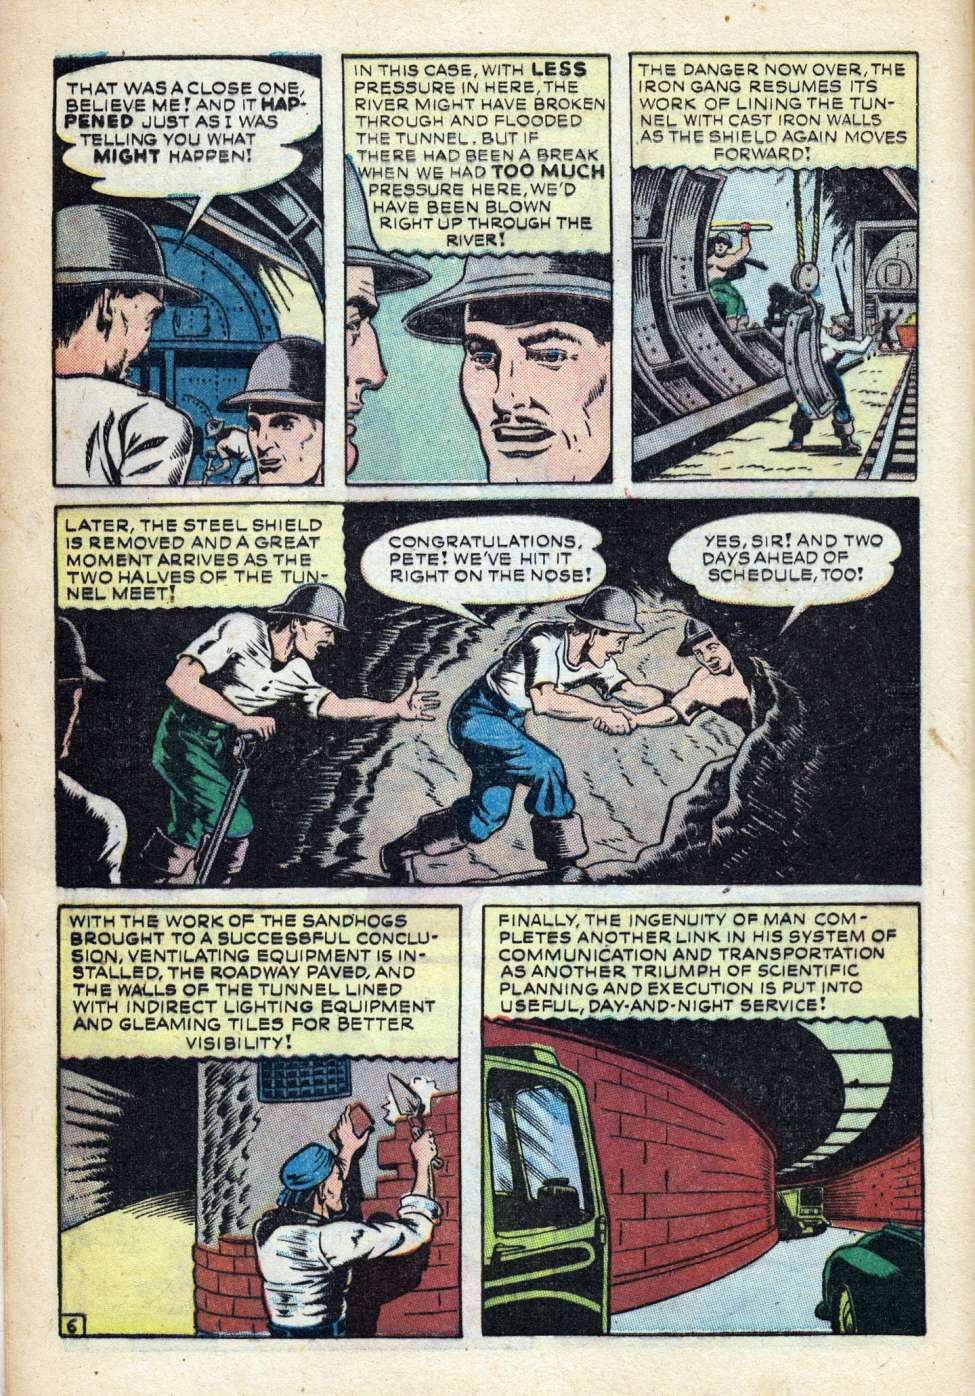 THAT WAS A CLOSE ONE,
BELIEVE ME! AND IT HAP-
PENED JUST AS I WAS
TELLING YOU WHAT
MIGHT HAPPEN!
IN THIS CASE, WITH LESS
PRESSURE IN HERE, THE
RIVER MIGHT HAVE BROKEN
THROUGH AND FLOODED
THE TUNNEL. BUT IF
THERE HAD BEEN A BREAK
WHEN WE HAD TOO MUCH
PRESSURE HERE, WE'D
HAVE BEEN BLOWN
RIGHT UP THROUGH THE
RIVER!
THE DANGER NOW OVER, THE
IRON GANG RESUMES ITS
WORK OF LINING THE TUN-
NEL WITH CAST IRON WALLS
AS THE SHIELD AGAIN MOVES
FORWARD!
LATER, THE STEEL SHIELD
IS REMOVED AND A GREAT
MOMENT ARRIVES AS THE
TWO HALVES OF THE TUN-
NEL MEET!
CONGRATULATIONS,
PETE! WE'VE HIT IT
RIGHT ON THE NOSE!
YES, SIR! AND TWO
DAYS AHEAD OF
SCHEDULE, TOO!
WITH THE WORK OF THE SANDHOGS
BROUGHT TO A SUCCESSFUL CONCLU-
SION, VENTILATING EQUIPMENT IS IN-
STALLED, THE ROADWAY PAVED, AND
THE WALLS OF THE TUNNEL LINED
WITH INDIRECT LIGHTING EQUIPMENT
AND GLEAMING TILES FOR BETTER
VISIBILITY!
6
FINALLY, THE INGENUITY OF MAN COM-
PLETES ANOTHER LINK IN HIS SYSTEM OF
COMMUNICATION AND TRANSPORTATION
AS ANOTHER TRIUMPH OF SCIENTIFIC
PLANNING AND EXECUTION IS PUT INTO
USEFUL, DAY-AND-NIGHT SERVICE!